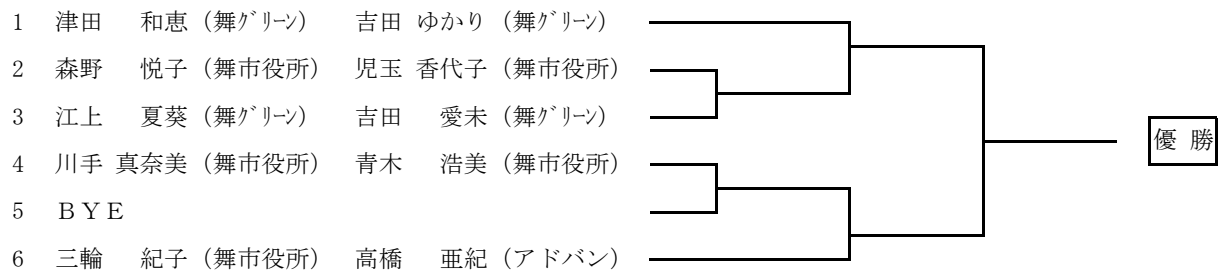 1 津田 和恵 (舞グリーン) 吉田 ゆかり (舞グリーン)
2 森野 悦子 (舞市役所) 児玉 香代子 (舞市役所)
3 江上 夏葵 (舞グリーン) 吉田 愛未 (舞グリーン)
優 勝
4 川手 真奈美 (舞市役所) 青木 浩美 (舞市役所)
5 ＢＹＥ
6 三輪 紀子 (舞市役所) 高橋 亜紀 (アドバン)